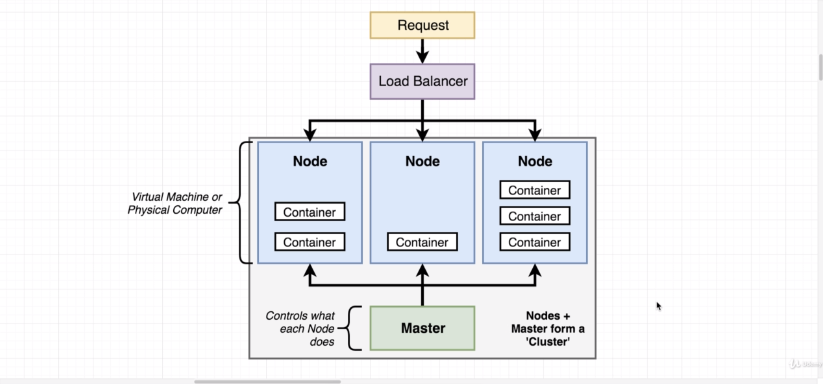 Request
Load Balancer
Node
Node
Node
Container
Container
Container
Container
Container
Container
Virtual Machine or
Physical Computer
Controls what
each Node
does
Master
Nodes +
Master form a
'Cluster'